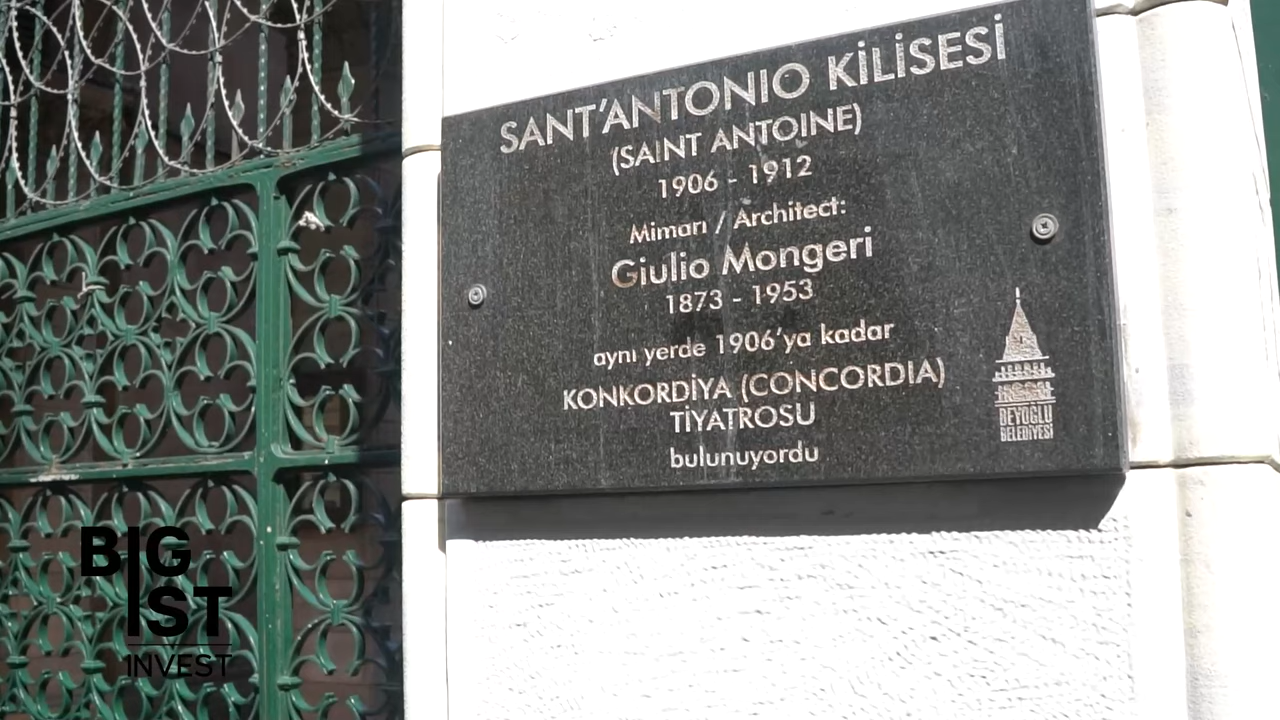 SANT'ANTONIO KİLİSESİ
(SAINT ANTOINE)
1906 - 1912
Mimarı / Architect:
Giulio Mongeri
1873 - 1953
aynı yerde 1906'ya kadar
KONKORDİYA (CONCORDIA)
TİYATROSU
bulunuyordu
BEYOĞLU
BELEDİYESİ
BIG
IST
INVEST